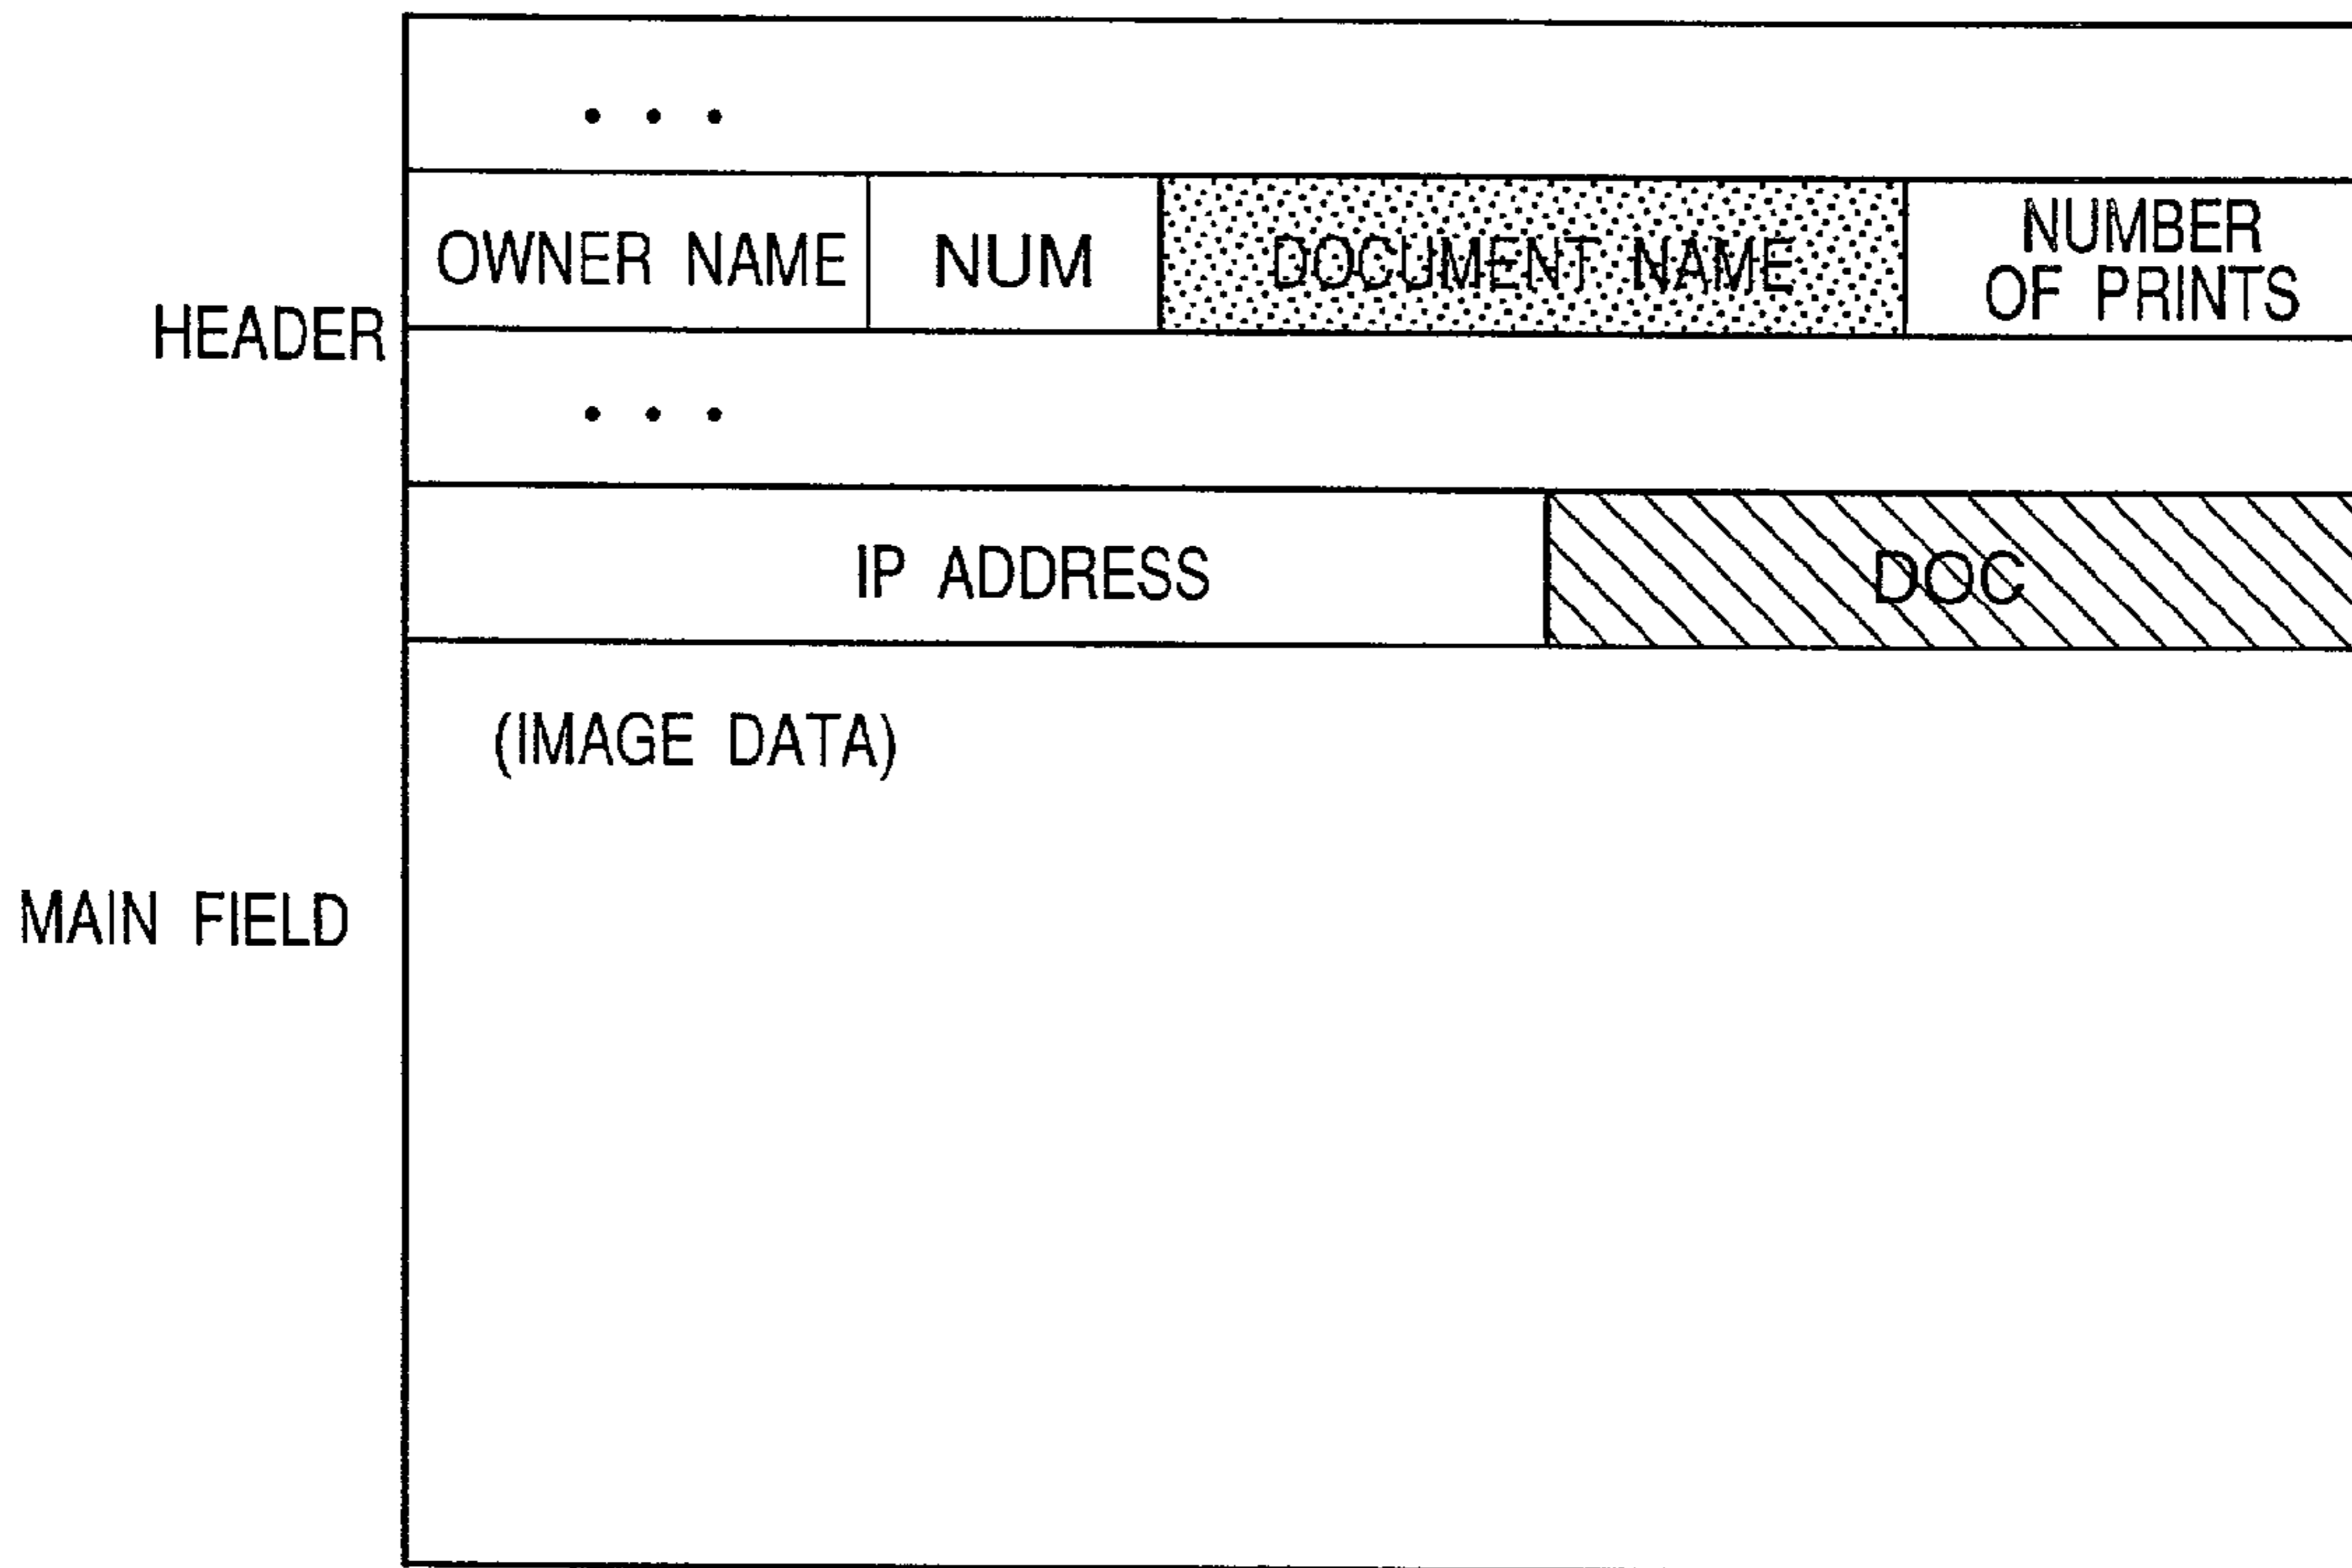 . . .
OWNER NAME NUM DOCUMENT NAME NUMBER
OF PRINTS
HEADER
. . .
IP ADDRESS DOC
(IMAGE DATA)
MAIN FIELD